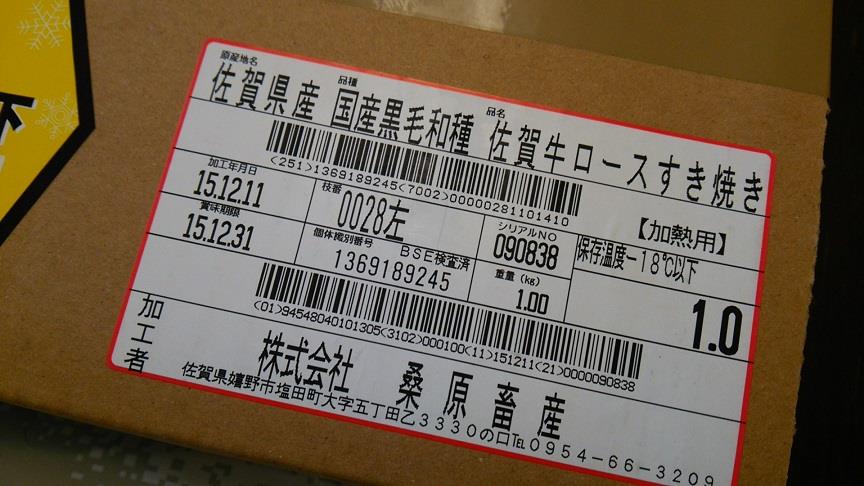 原産地名 品種 品名
佐賀県産 国産黒毛和種 佐賀牛ロースすき焼き
<251>1369189245<7002>00000281101410
加工年月日
15.12.11
枝番
0028左
シリアルNO
090838
【加熱用】
保存温度-18℃以下
賞味期限
15.12.31
個体識別番号
BSE検査済
1369189245
重量(kg)
1.00
1.0
<01>94548040101305<3102>000100<11>151211<21>0000090838
加工者
株式会社 桑原畜産
佐賀県嬉野市塩田町大字五丁田乙3330の口℡0954-66-3209